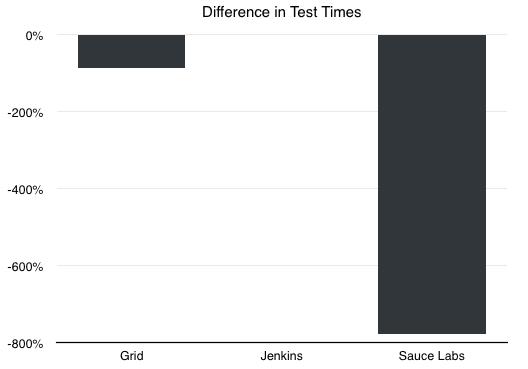 Difference in Test Times
0%
-200%
-400%
-600%
-800%
Grid
Jenkins
Sauce Labs